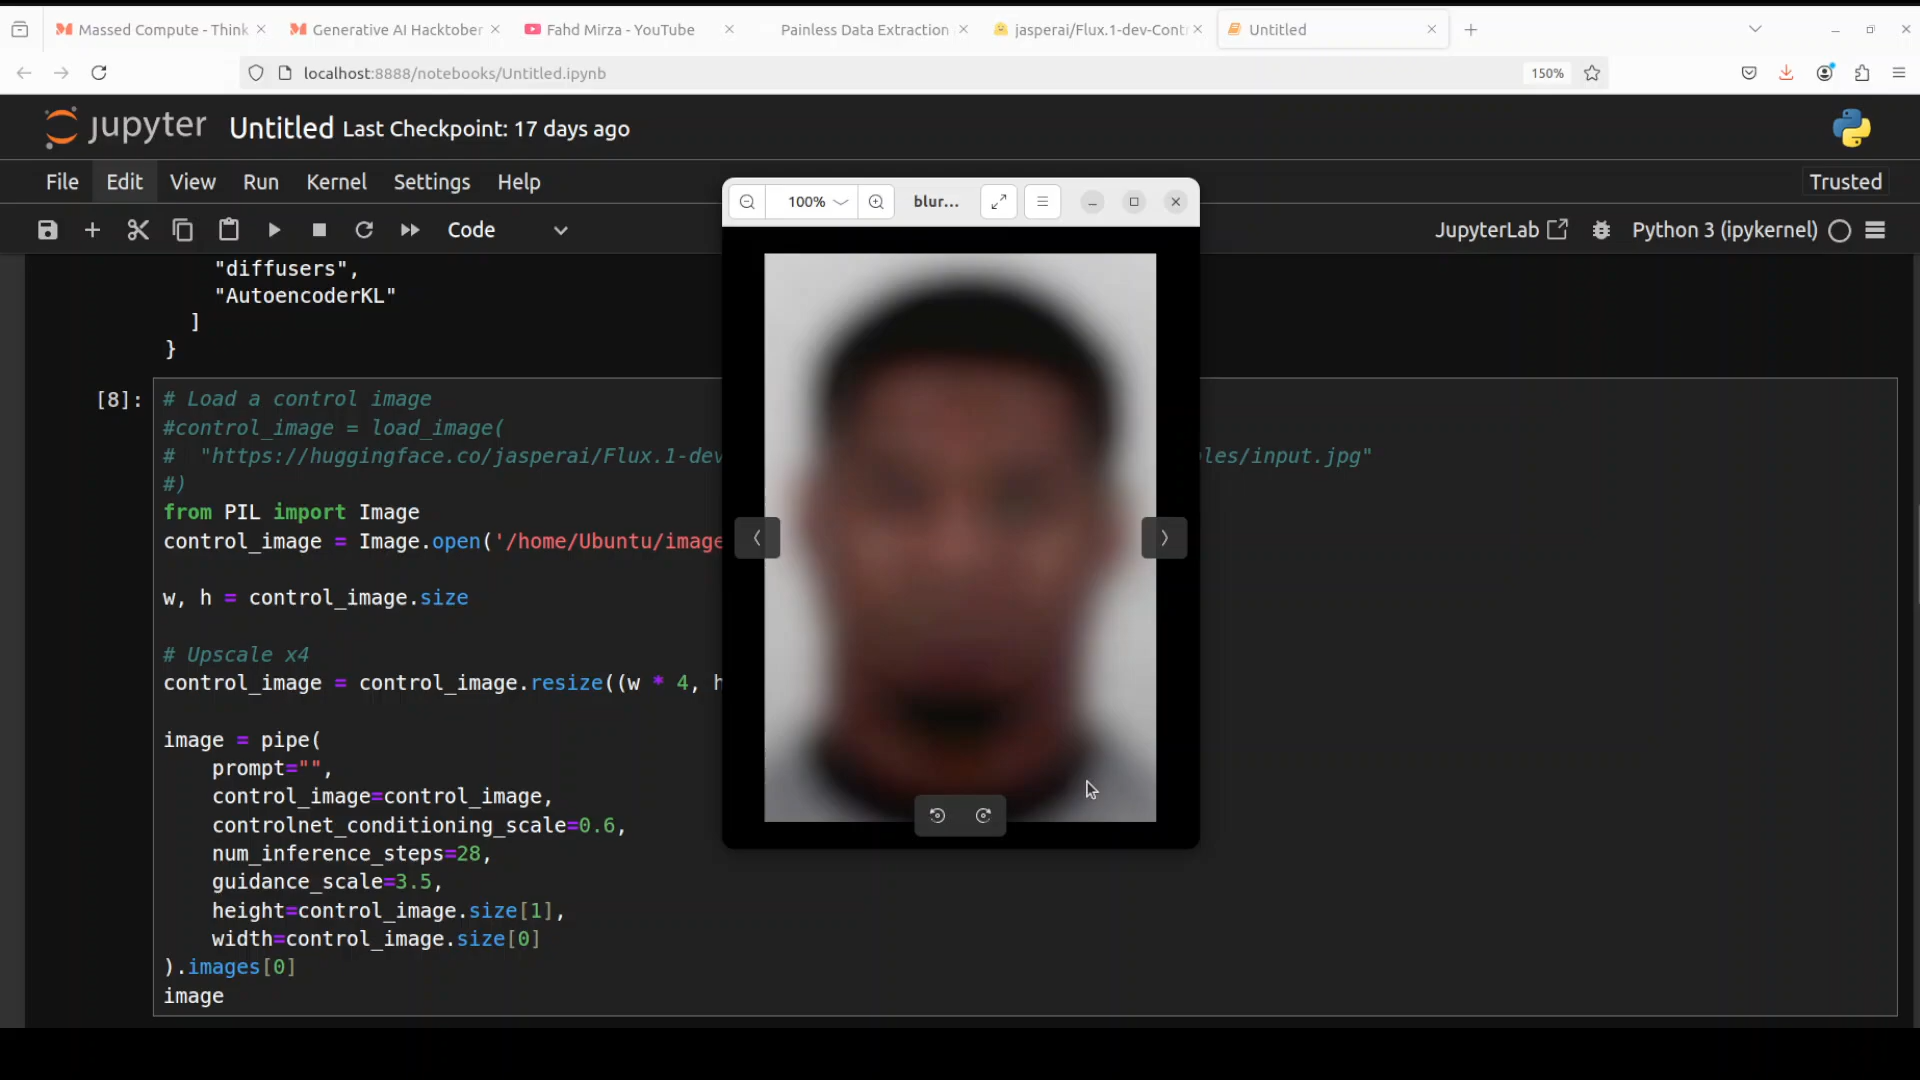 Massed Compute - Think
Generative AI Hacktober
Fahd Mirza - YouTube
Painless Data Extraction
jasperai/Flux.1-dev-Contr
Untitled
localhost:8888/notebooks/Untitled.ipynb
150%
jupyter
Untitled Last Checkpoint: 17 days ago
File Edit View Run Kernel Settings Help
Trusted
100%
blur...
Code
JupyterLab
Python 3 (ipykernel)
"diffusers",
"AutoencoderKL"
]
}
[8]:
# Load a control image
#control_image = load_image(
#  "https://huggingface.co/jasperai/Flux.1-dev
les/input.jpg"
#)
from PIL import Image
control_image = Image.open('/home/Ubuntu/image
w, h = control_image.size
# Upscale x4
control_image = control_image.resize((w * 4, h
image = pipe(
prompt="",
control_image=control_image,
controlnet_conditioning_scale=0.6,
num_inference_steps=28,
guidance_scale=3.5,
height=control_image.size[1],
width=control_image.size[0]
).images[0]
image